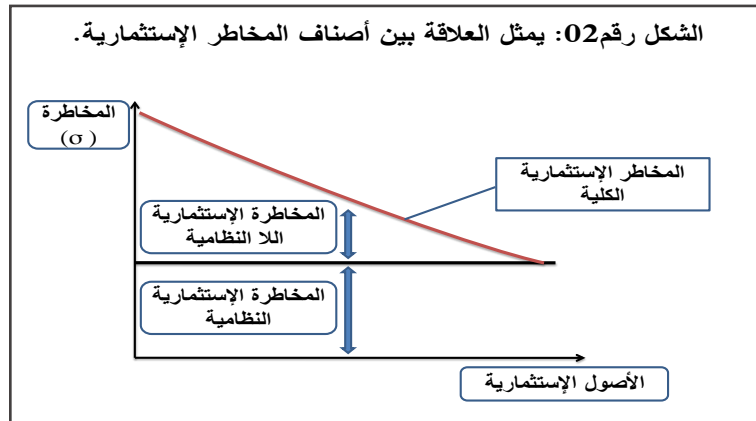 الشكل رقم02: يمثل العلاقة بين أصناف المخاطر الإستثمارية.
المخاطرة
(σ )
المخاطر الإستثمارية
الكلية
المخاطرة الإستثمارية
اللا النظامية
المخاطرة الإستثمارية
النظامية
الأصول الإستثمارية